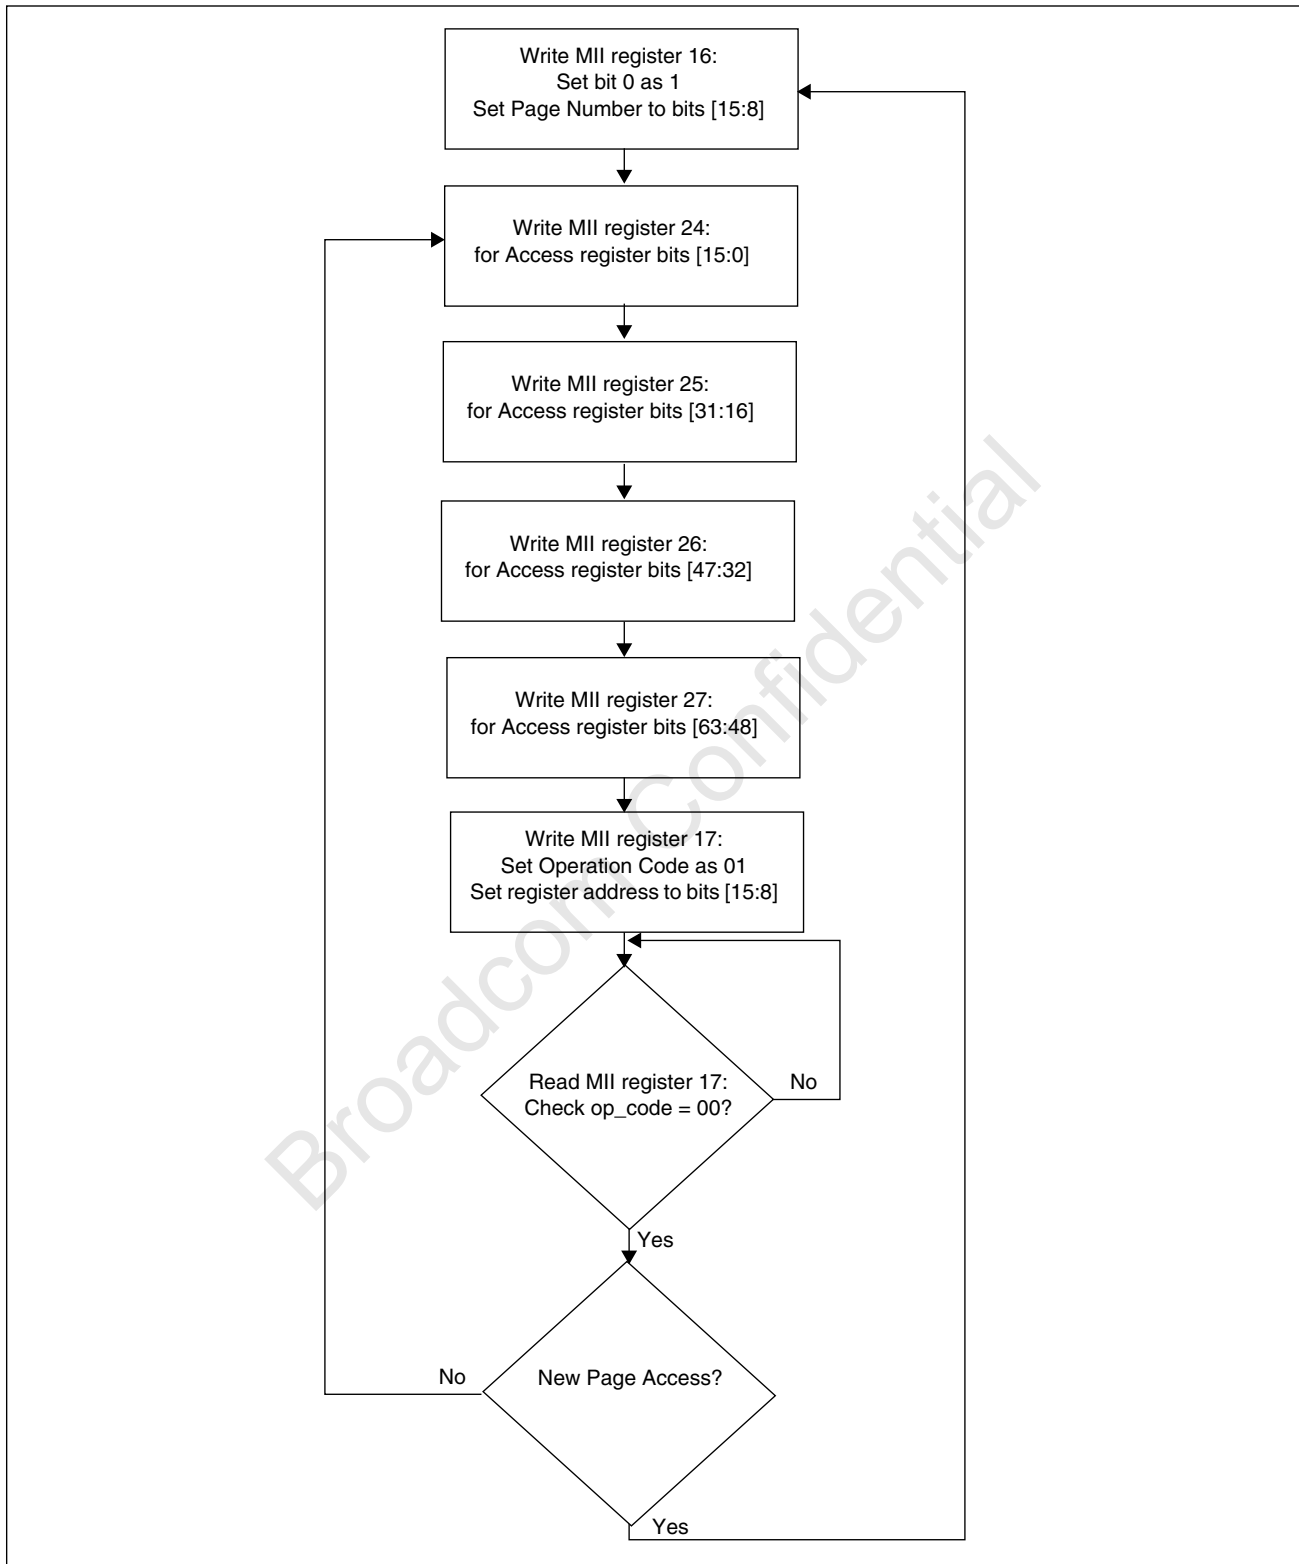 Write MII register 16:
Set bit 0 as 1
Set Page Number to bits [15:8]
Write MII register 24:
for Access register bits [15:0]
Write MII register 25:
for Access register bits [31:16]
Write MII register 26:
for Access register bits [47:32]
Write MII register 27:
for Access register bits [63:48]
Write MII register 17:
Set Operation Code as 01
Set register address to bits [15:8]
Read MII register 17:
Check op_code = 00?
No
Yes
New Page Access?
No
Yes
Broadcom Confidential